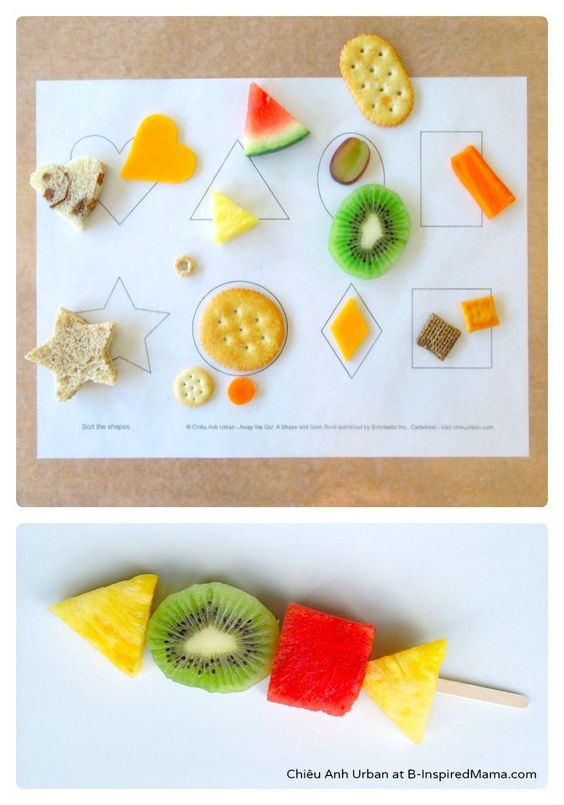 Sort the shapes. © Chiêu Anh Urban - Away We Go! A Shape and Seek Book published by Scholastic Inc., Cartwheel - Visit chieuurban.com
Chiêu Anh Urban at B-InspiredMama.com